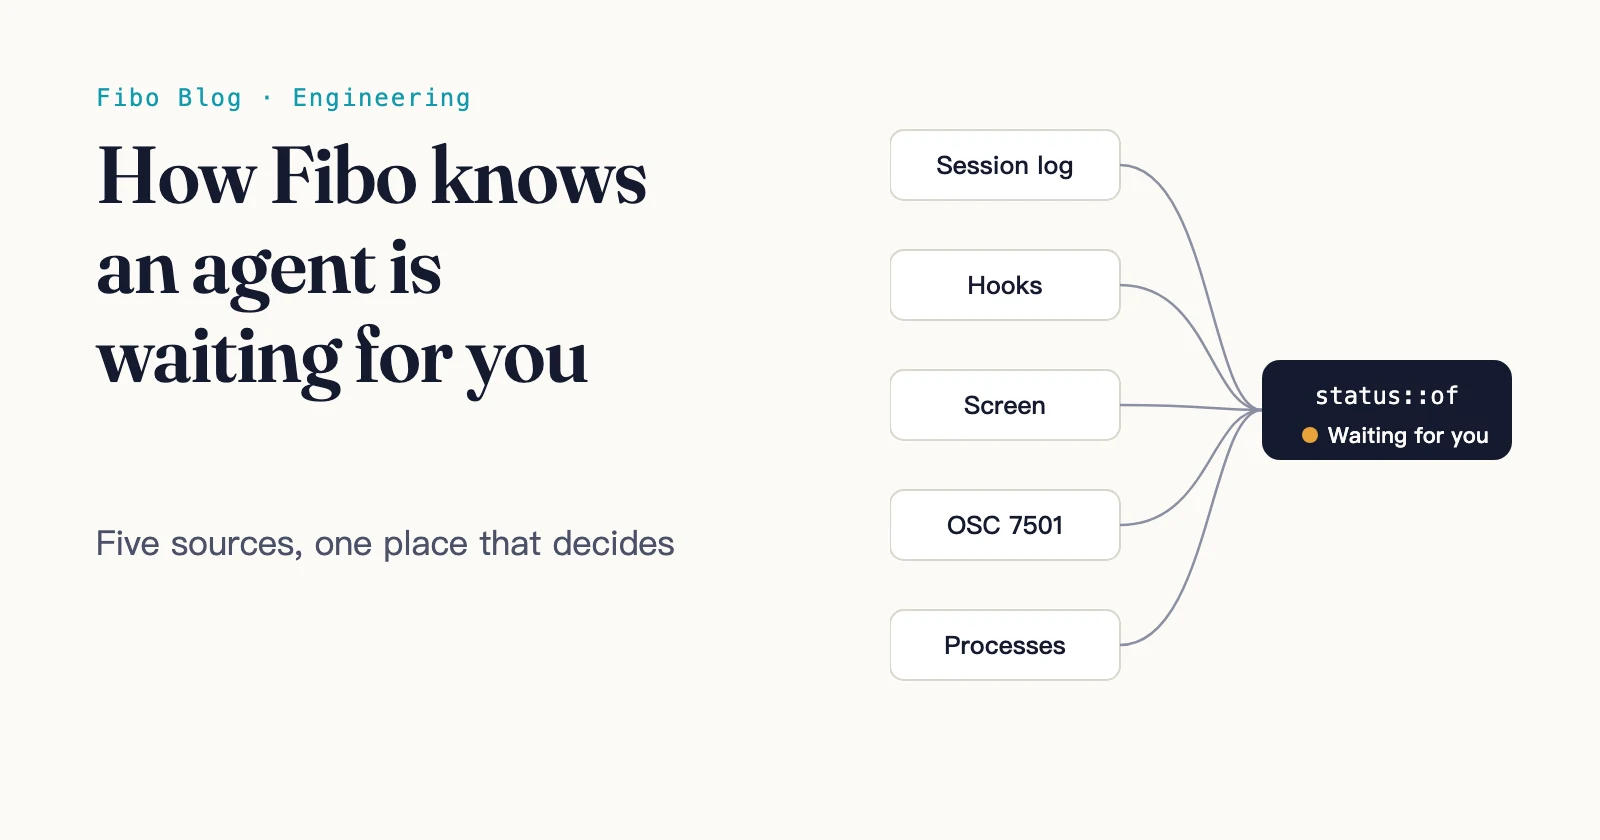 Fibo Blog · Engineering
How Fibo knows
an agent is
waiting for you
Five sources, one place that decides
Session log
Hooks
Screen
OSC 7501
Processes
status::of
Waiting for you